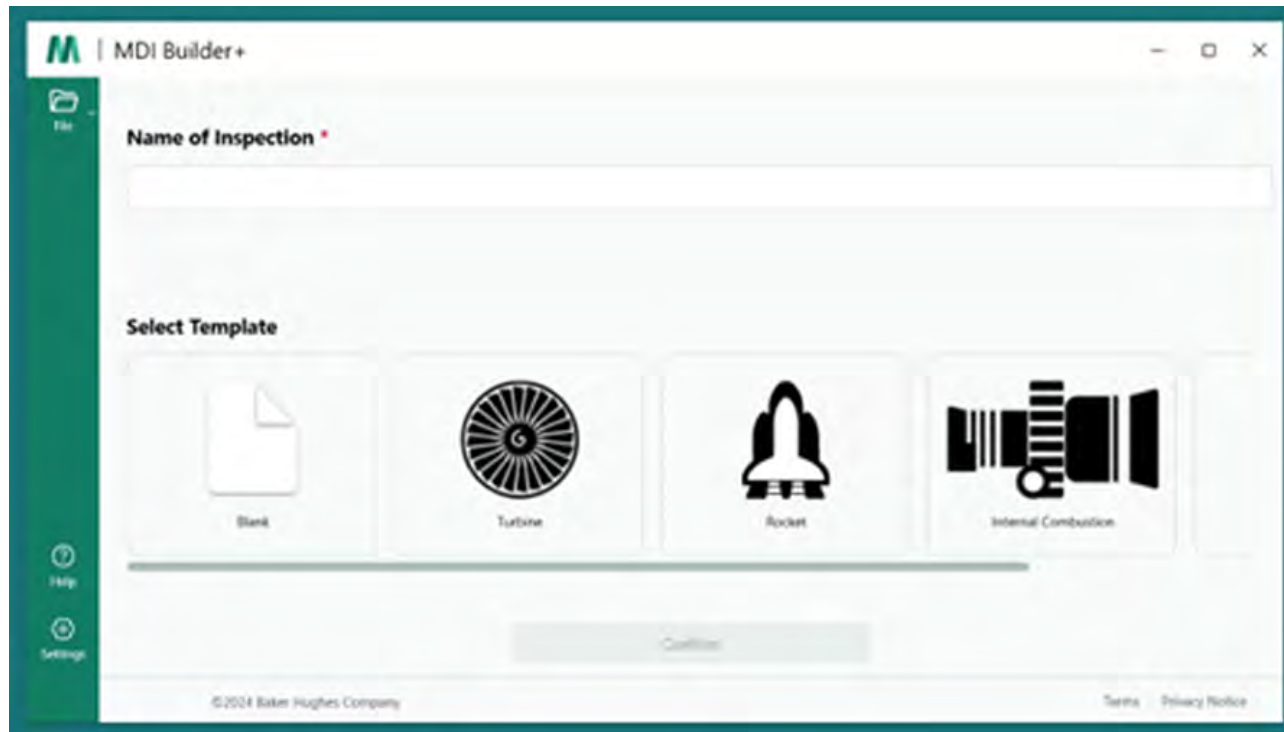 M | MDI Builder+
File
Name of Inspection *
Select Template
Blank
Turbine
Rocket
Internal Combustion
Help
Settings
Confirm
©2024 Baker Hughes Company
Terms Privacy Notice